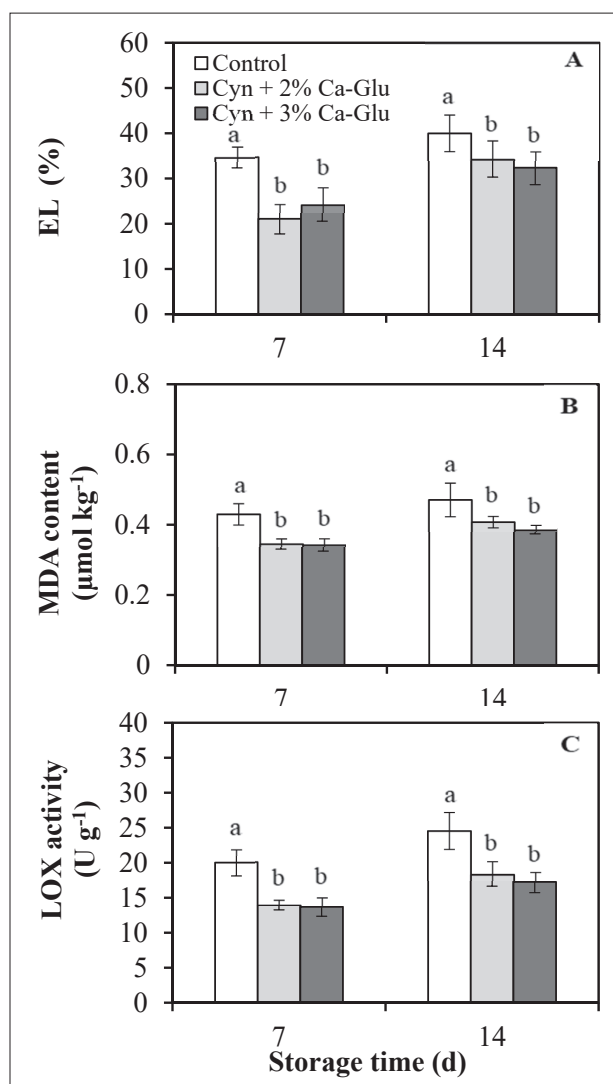 60
50
40
30
20
10
0
EL (%)
Control
Cyn + 2% Ca-Glu
Cyn + 3% Ca-Glu
A
a
b
b
a
b
b
7
14
0.8
0.6
0.4
0.2
0
MDA content
(µmol kg⁻¹)
B
a
b
b
a
b
b
7
14
40
35
30
25
20
15
10
5
0
LOX activity
(U g⁻¹)
C
a
b
b
a
b
b
7
14
Storage time (d)